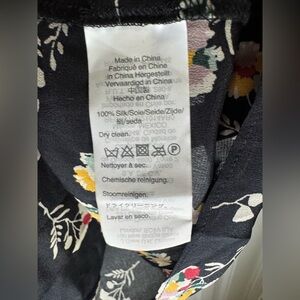 Made in China
Fabriqué en Chine
in China Hergestellt
Vervaardigd in China
中国製
Hecho en China
100% Silk/Soie/Seide/Zijde/
絹/seda
Dry clean.
Nettoyer à sec.
Chemische reinigung.
Stoomreinigen.
ドライクリーニング.
Lavar en seco.